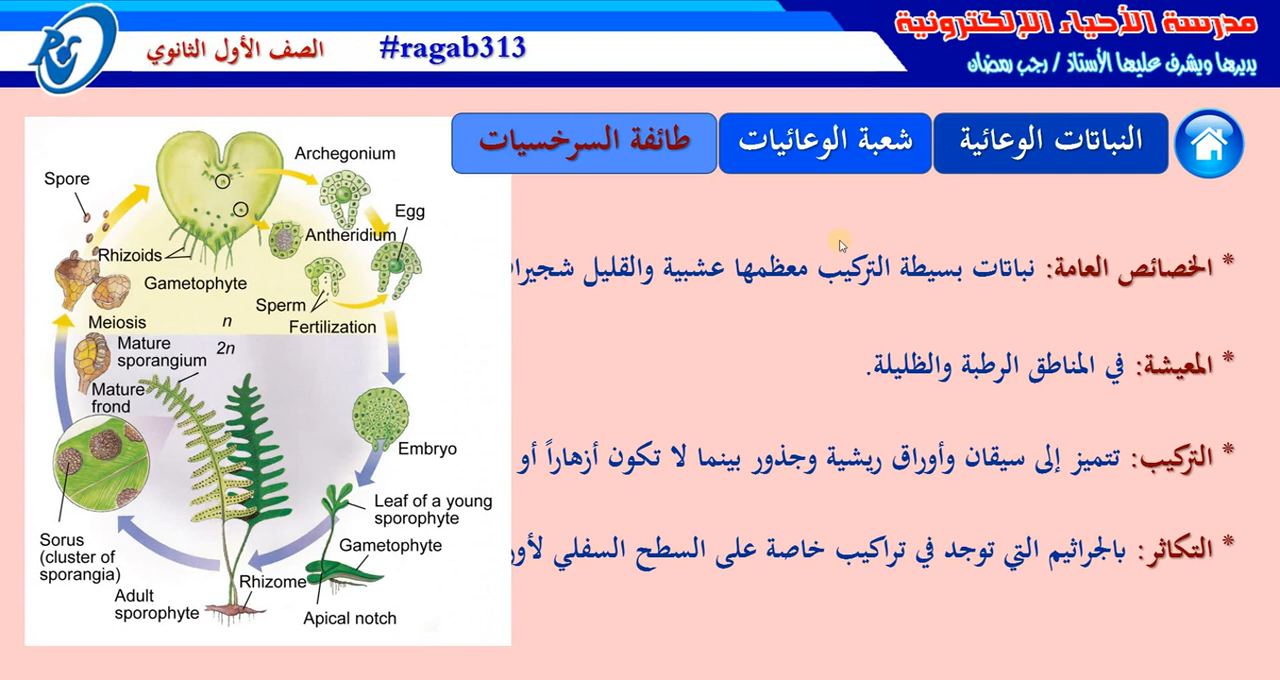 مدرسة الأحياء الإلكترونية
يديرها ويشرف عليها الأستاذ / رجب رمضان
#ragab313
الصف الأول الثانوي
النباتات الوعائية
شعبة الوعائيات
طائفة السرخسيات
* الخصائص العامة: نباتات بسيطة التركيب معظمها عشبية والقليل
* المعيشة: في المناطق الرطبة والظليلة.
* التركيب: تتميز إلى سيقان وأوراق ريشية وجذور بينما لا تكون أزهاراً أو
* التكاثر: بالجراثيم التي توجد في تراكيب خاصة على السطح السفلي
Archegonium
Spore
Egg
Antheridium
Rhizoids
Gametophyte
Sperm
Fertilization
Meiosis
n
2n
Mature
sporangium
Mature
frond
Embryo
Leaf of a young
sporophyte
Sorus
(cluster of
sporangia)
Gametophyte
Rhizome
Adult
sporophyte
Apical notch